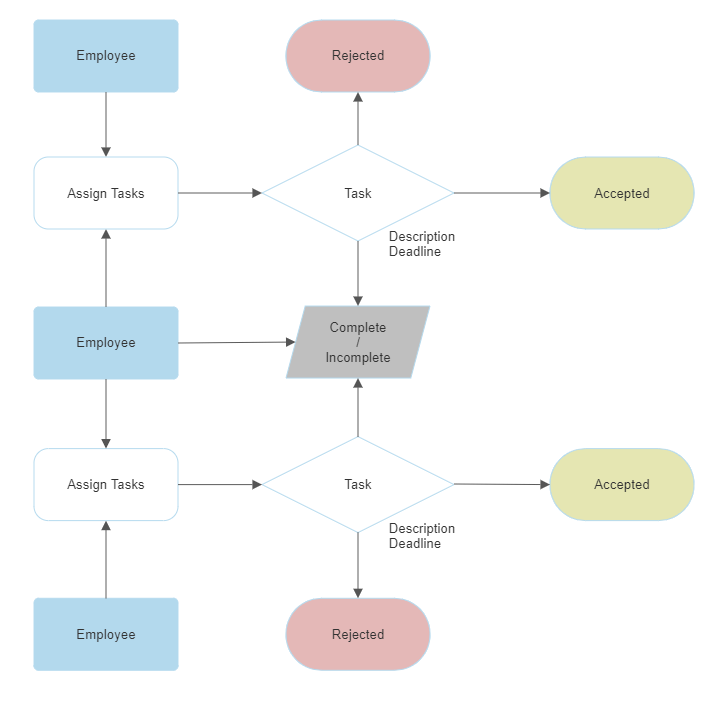 Employee
Rejected
Assign Tasks
Task
Accepted
Description
Deadline
Employee
Complete
/
Incomplete
Assign Tasks
Task
Accepted
Description
Deadline
Employee
Rejected